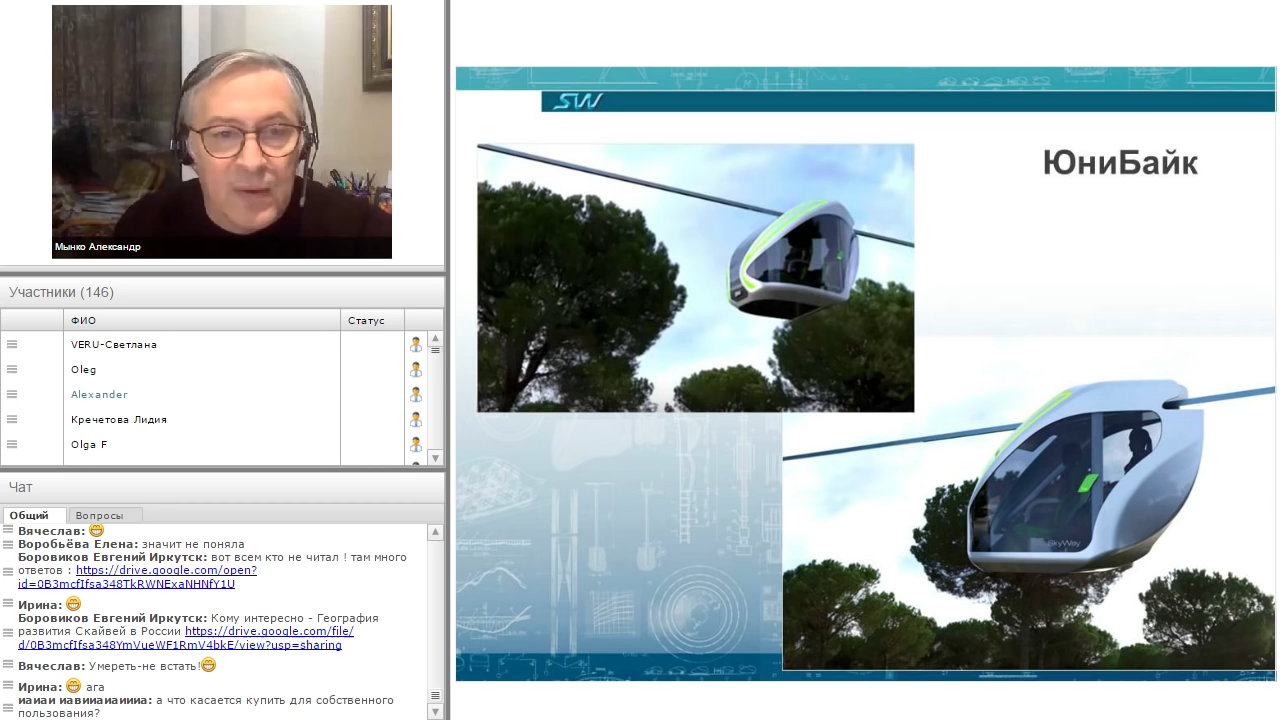 Мынко Александр
Участники (146)
ФИО
Статус
VERU-Светлана
Oleg
Alexander
Кречетова Лидия
Olga F
Чат
Общий
Вопросы
Вячеслав:
Воробьёва Елена: значит не поняла
Боровиков Евгений Иркутск: вот всем кто не читал ! там много
ответов : https://drive.google.com/open?
id=0B3mcfIfsa348TkRWNExaNHNfY1U
Ирина:
Боровиков Евгений Иркутск: Кому интересно - География
развития Скайвей в России https://drive.google.com/file/
d/0B3mcfIfsa348YmVueWF1RmV4bkE/view?usp=sharing
Вячеслав: Умереть-не встать!
Ирина: ага
иаиаи иавииаиаиииа: а что касается купить для собственного
пользования?
SW
ЮниБайк
SkyWay